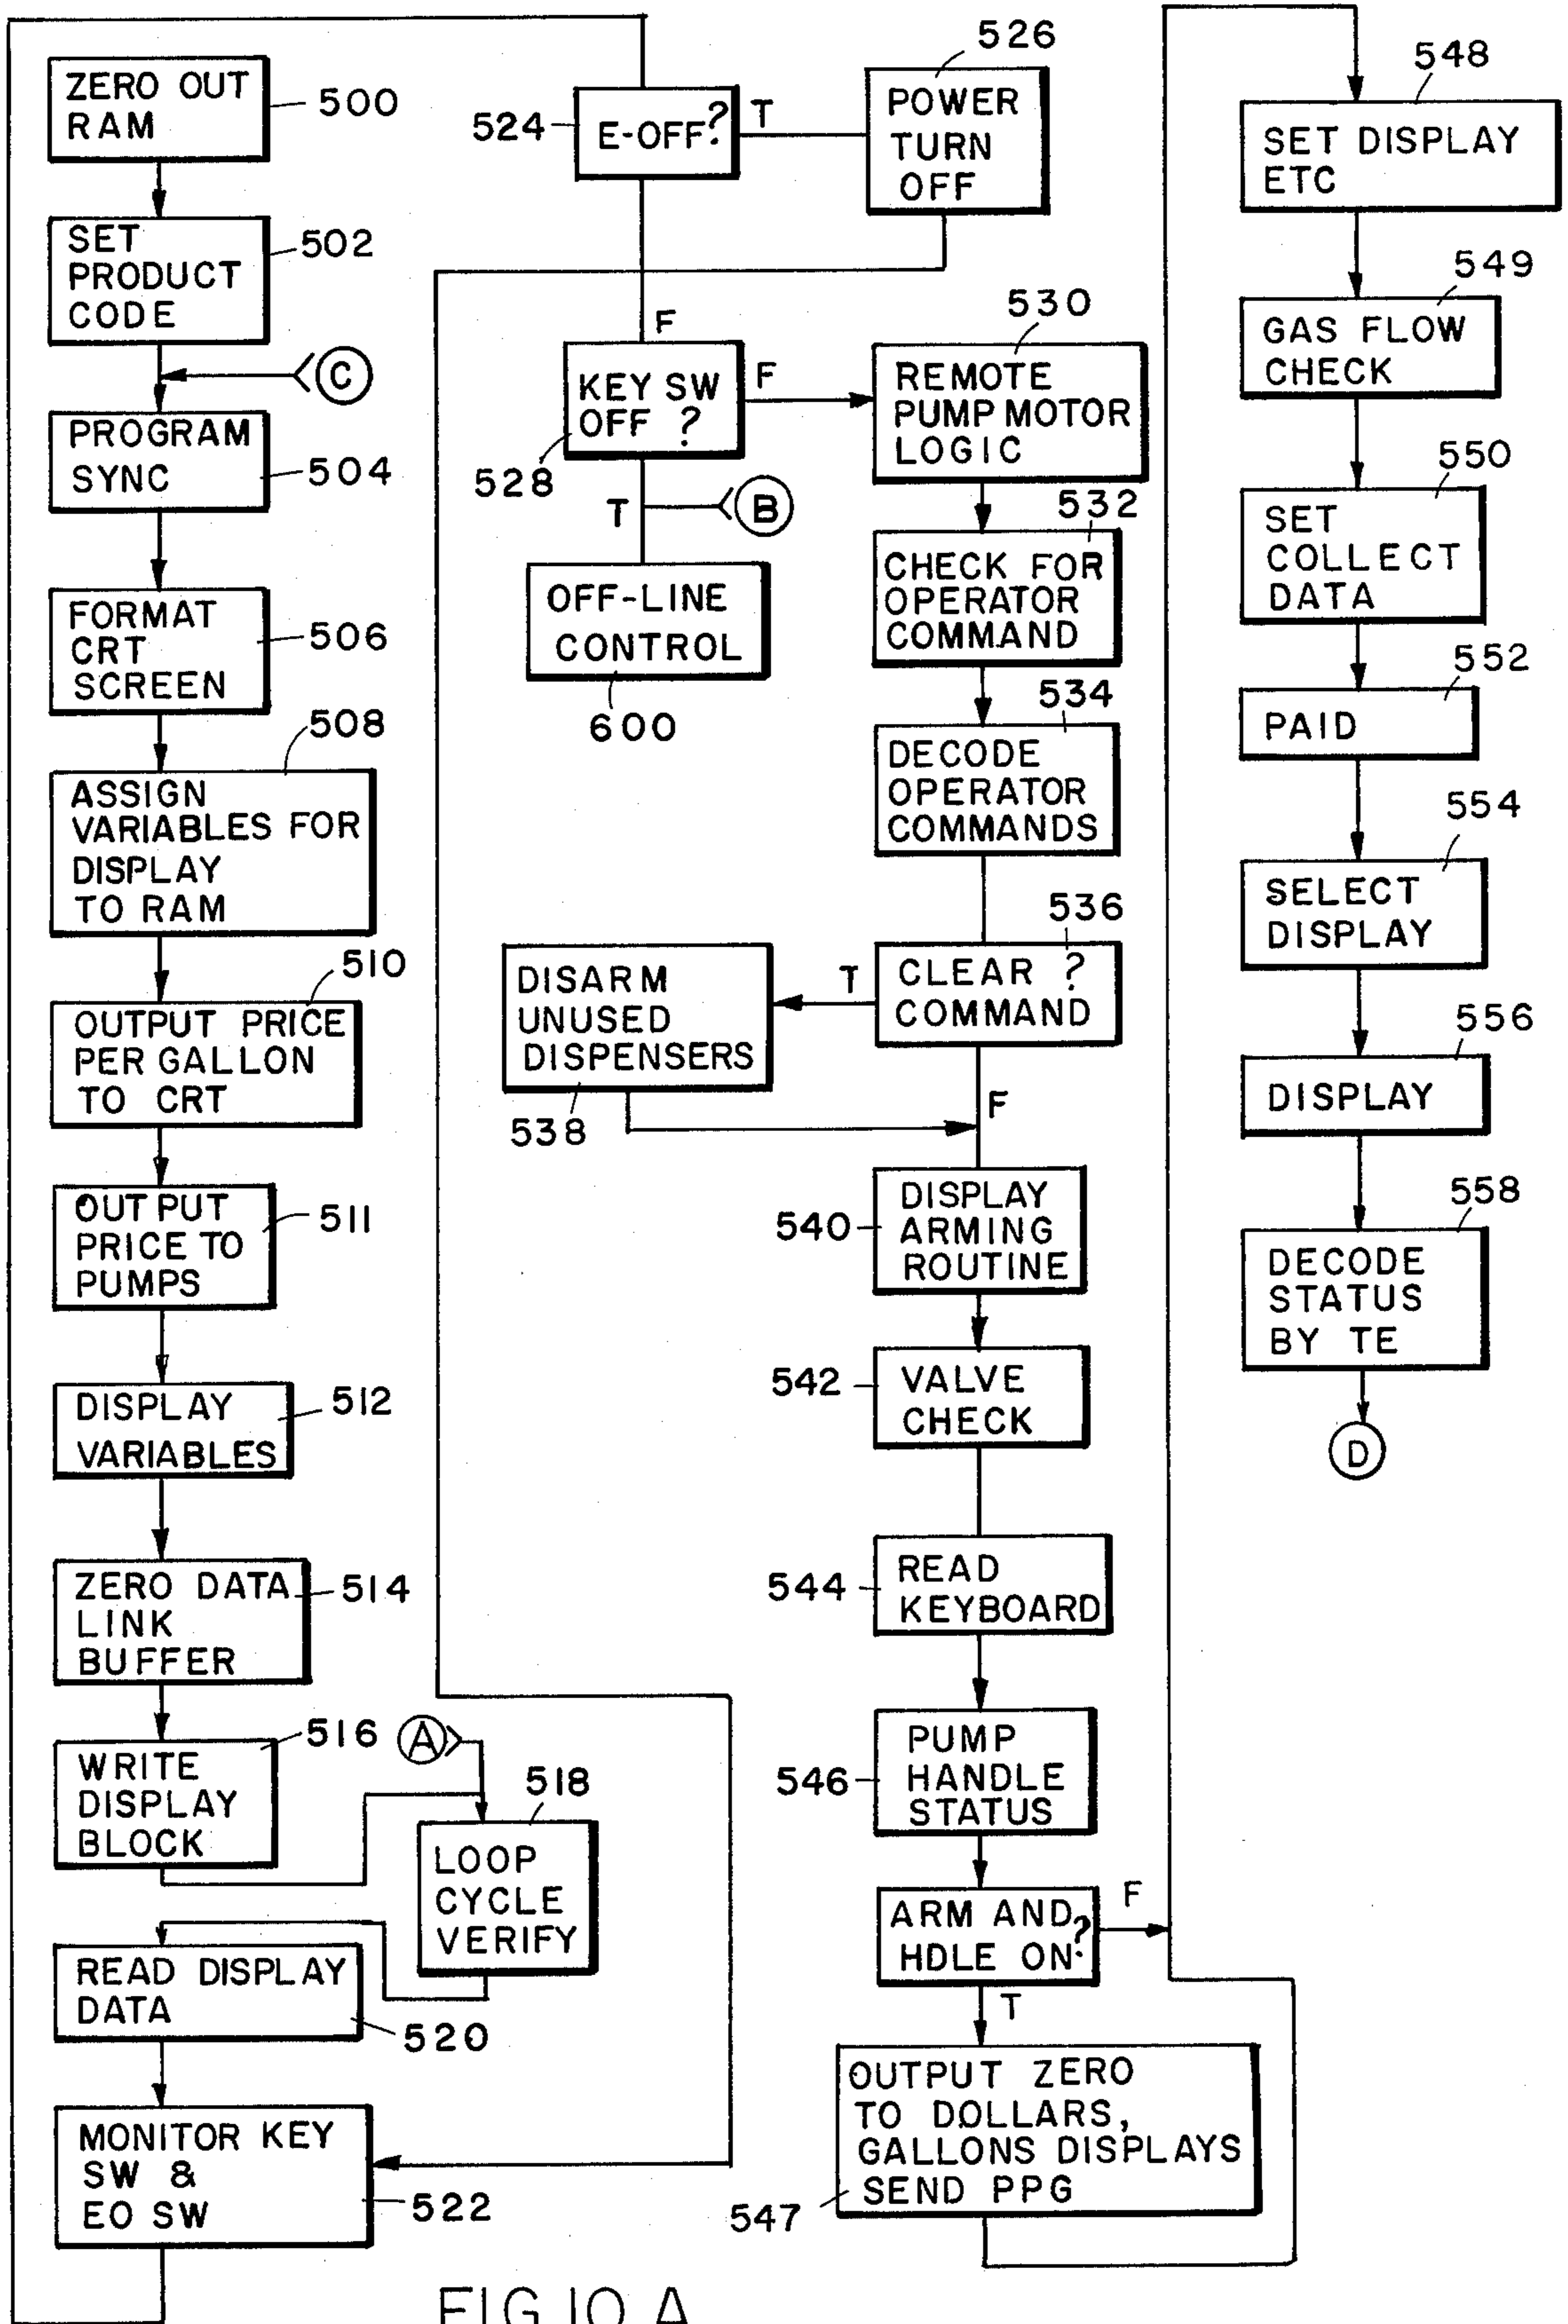 ZERO OUT
RAM
500
SET
PRODUCT
CODE
502
C
PROGRAM
SYNC
504
FORMAT
CRT
SCREEN
506
508
ASSIGN
VARIABLES FOR
DISPLAY
TO RAM
510
OUTPUT PRICE
PER GALLON
TO CRT
OUTPUT
PRICE TO
PUMPS
511
DISPLAY
VARIABLES
512
ZERO DATA
LINK
BUFFER
514
516
WRITE
DISPLAY
BLOCK
A
518
LOOP
CYCLE
VERIFY
READ DISPLAY
DATA
520
MONITOR KEY
SW &
EO SW
522
524
E-OFF?
T
526
POWER
TURN
OFF
F
KEY SW
OFF ?
528
F
T
B
OFF-LINE
CONTROL
600
530
REMOTE
PUMP MOTOR
LOGIC
532
CHECK FOR
OPERATOR
COMMAND
534
DECODE
OPERATOR
COMMANDS
536
CLEAR ?
COMMAND
T
DISARM
UNUSED
DISPENSERS
538
F
DISPLAY
ARMING
ROUTINE
540
542
VALVE
CHECK
544
READ
KEYBOARD
546
PUMP
HANDLE
STATUS
ARM AND
HDLE ON?
F
T
OUTPUT ZERO
TO DOLLARS,
GALLONS DISPLAYS
SEND PPG
547
548
SET DISPLAY
ETC
549
GAS FLOW
CHECK
550
SET
COLLECT
DATA
552
PAID
554
SELECT
DISPLAY
556
DISPLAY
558
DECODE
STATUS
BY TE
D
FIG 10 A